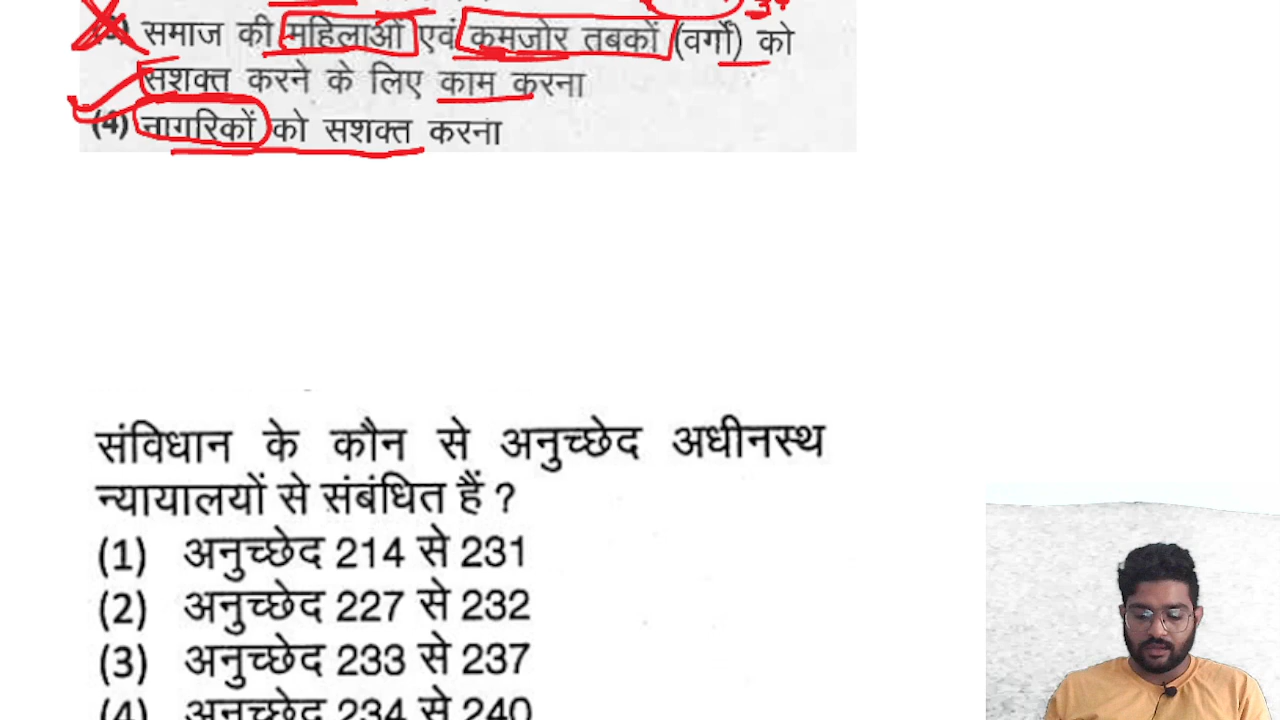 (3) समाज की महिलाओं एवं कमजोर तबकों (वर्गों) को
सशक्त करने के लिए काम करना
(4) नागरिकों को सशक्त करना
संविधान के कौन से अनुच्छेद अधीनस्थ
न्यायालयों से संबंधित हैं ?
(1) अनुच्छेद 214 से 231
(2) अनुच्छेद 227 से 232
(3) अनुच्छेद 233 से 237
(4) अनुच्छेद 234 से 240